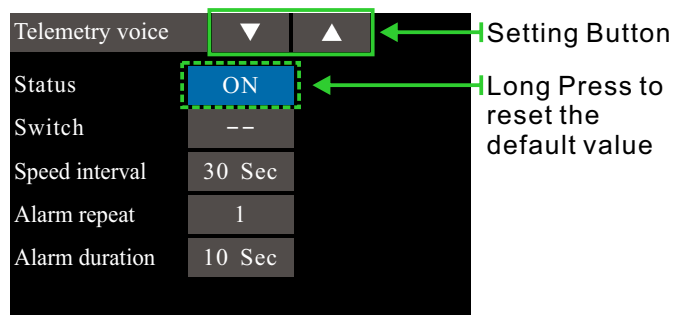 Telemetry voice ▼ ▲ Setting Button
Status ON Long Press to
reset the
Switch --
default value
Speed interval 30 Sec
Alarm repeat 1
Alarm duration 10 Sec